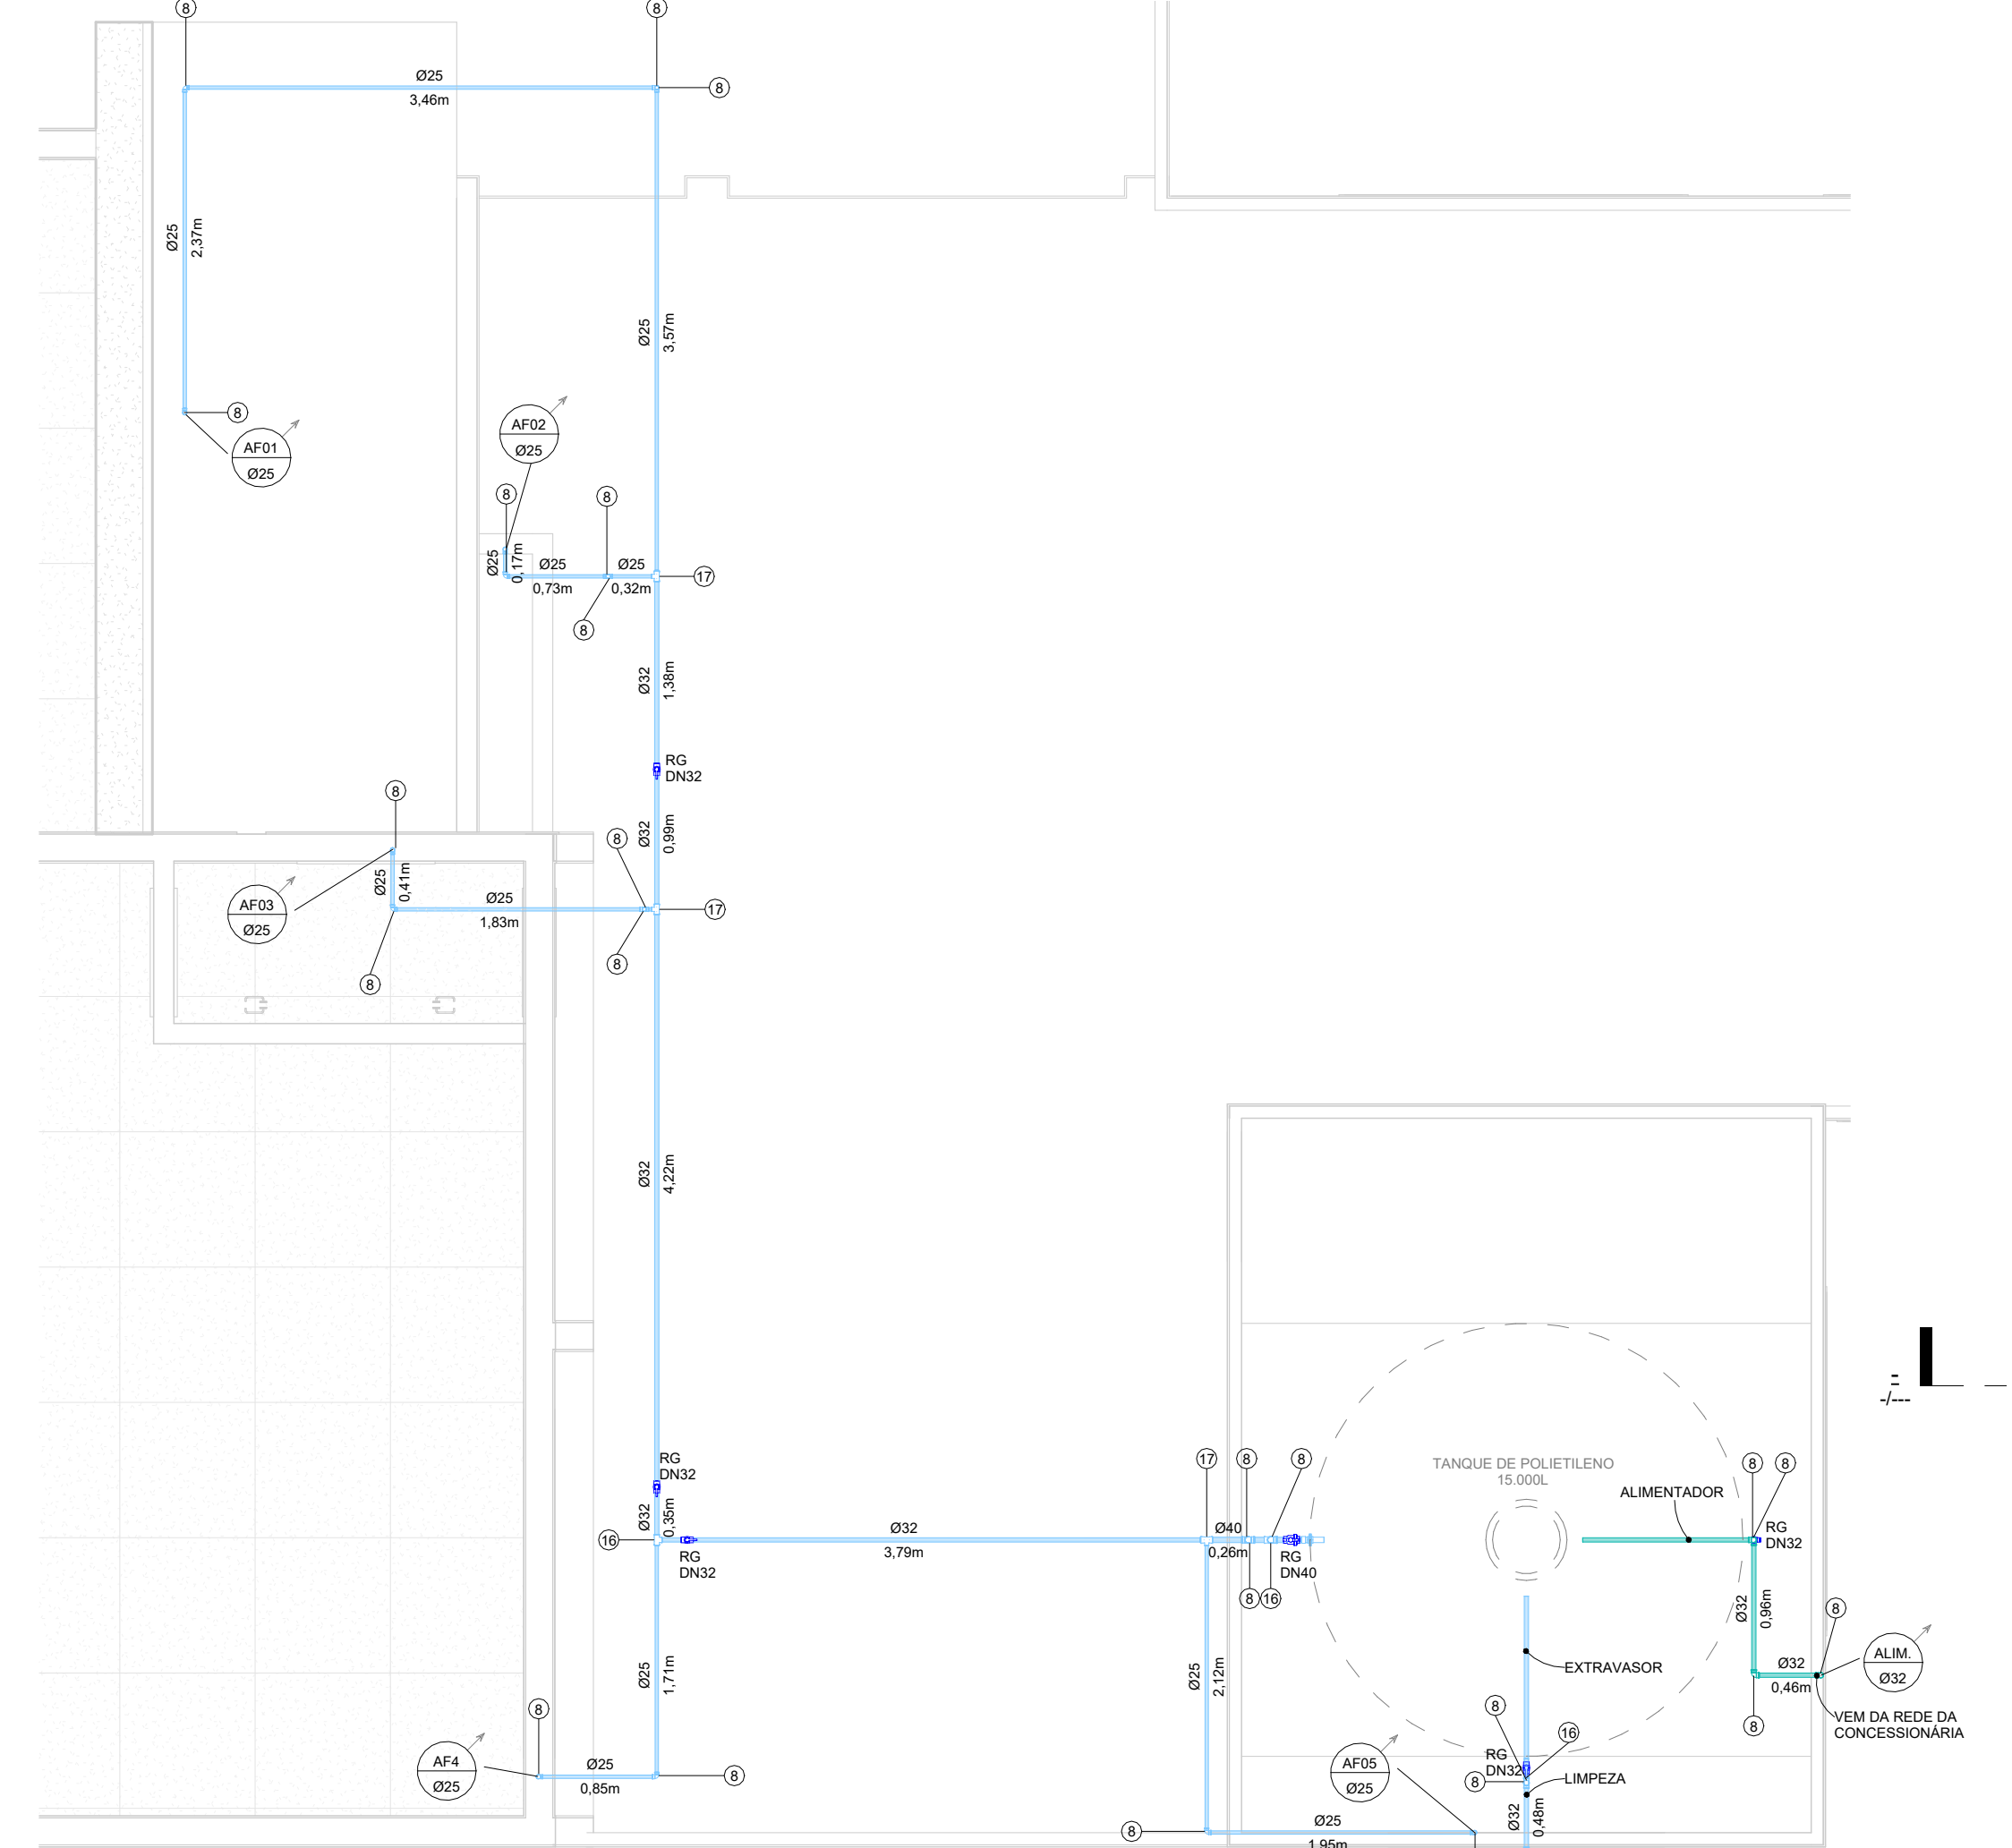 8
8
Ø25
8
3,46m
Ø25
2,37m
Ø25
3,57m
8
AF01
Ø25
AF02
Ø25
8
8
Ø25
0,17m
Ø25
0,73m
Ø25
0,32m
17
8
Ø32
1,38m
RG
DN32
8
8
Ø32
0,99m
Ø25
0,41m
AF03
Ø25
Ø25
1,83m
17
8
8
Ø32
4,22m
-
-/---
RG
DN32
17
8
8
TANQUE DE POLIETILENO
15.000L
8
8
ALIMENTADOR
Ø32
0,35m
16
RG
DN32
Ø32
3,79m
Ø40
0,26m
RG
DN40
8
16
RG
DN32
Ø32
0,96m
8
ALIM.
Ø32
Ø32
0,46m
VEM DA REDE DA
CONCESSIONÁRIA
8
EXTRAVASOR
Ø25
1,71m
Ø25
2,12m
8
8
16
AF4
Ø25
Ø25
0,85m
8
AF05
Ø25
RG
DN32
8
LIMPEZA
Ø32
0,48m
8
Ø25
1,95m